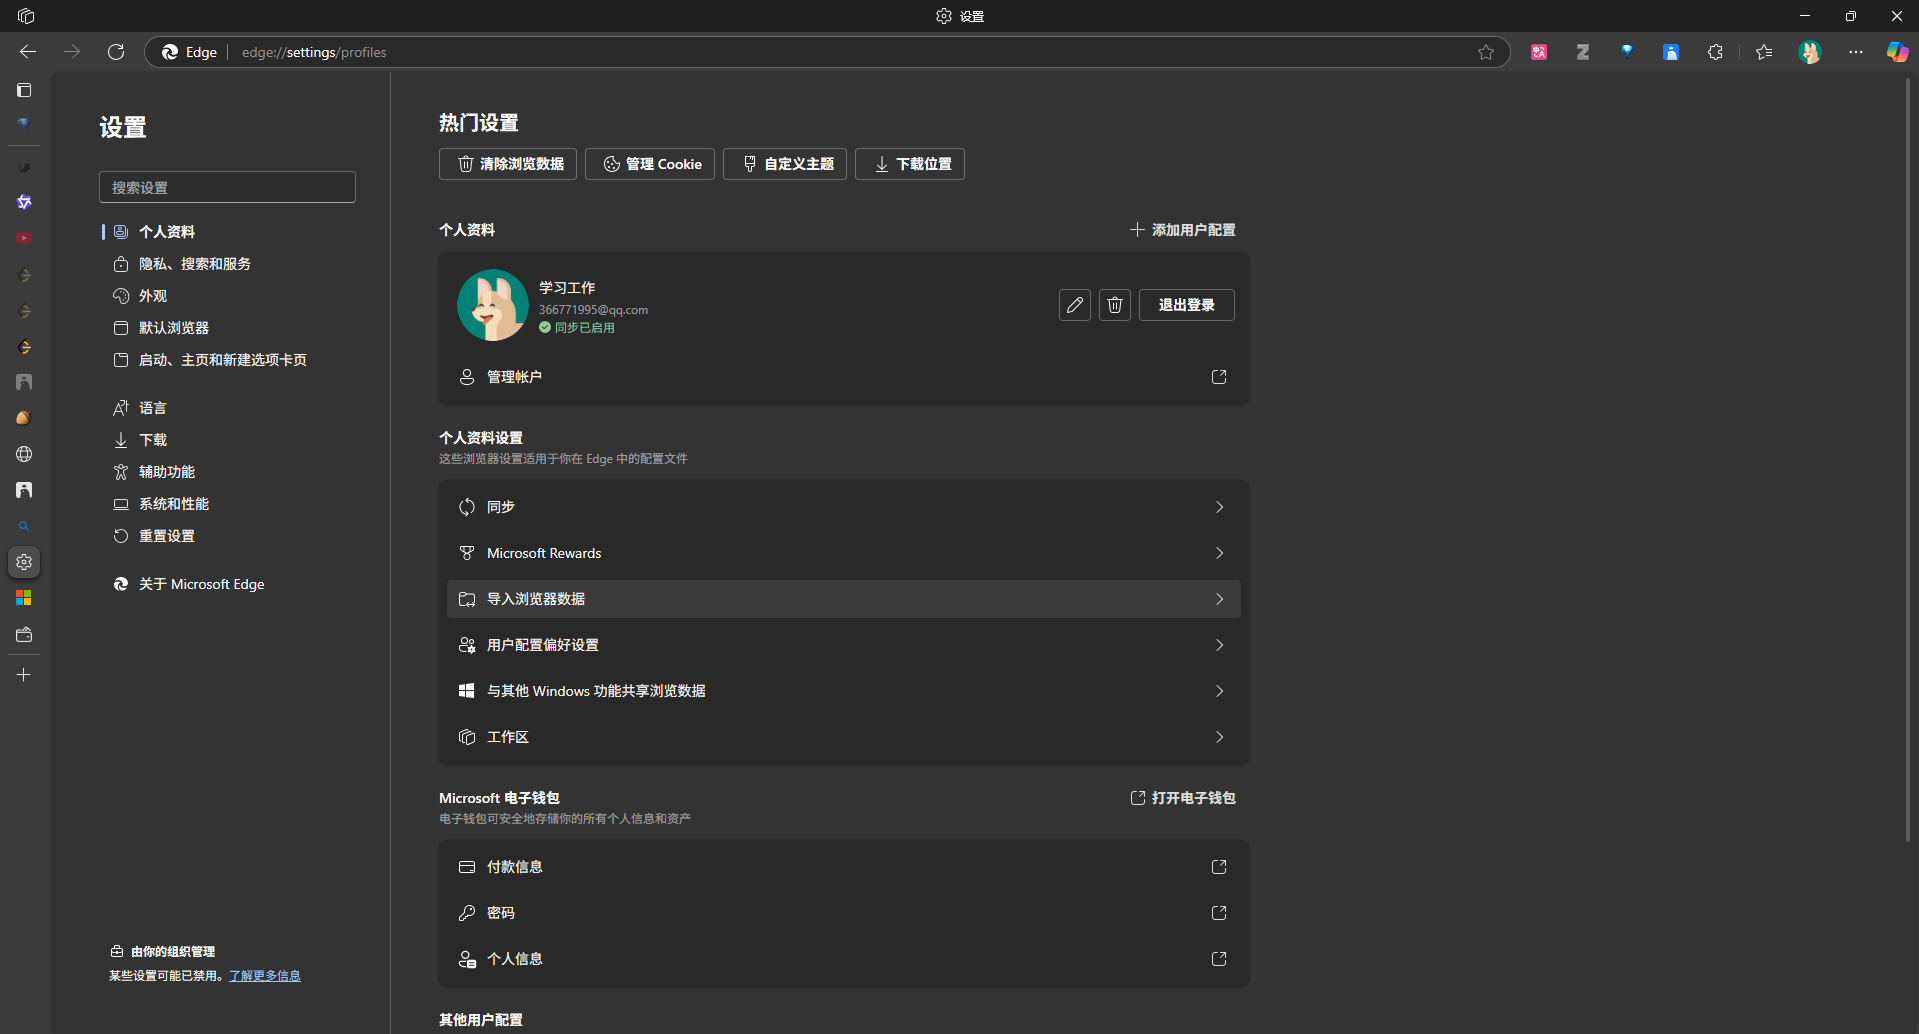 设置
Edge
edge://settings/profiles
设置
搜索设置
个人资料
隐私、搜索和服务
外观
默认浏览器
启动、主页和新建选项卡页
语言
下载
辅助功能
系统和性能
重置设置
关于 Microsoft Edge
由你的组织管理
某些设置可能已禁用。了解更多信息
热门设置
清除浏览数据
管理 Cookie
自定义主题
下载位置
个人资料
添加用户配置
学习工作
366771995@qq.com
同步已启用
退出登录
管理帐户
个人资料设置
这些浏览器设置适用于你在 Edge 中的配置文件
同步
Microsoft Rewards
导入浏览器数据
用户配置偏好设置
与其他 Windows 功能共享浏览数据
工作区
Microsoft 电子钱包
打开电子钱包
电子钱包可安全地存储你的所有个人信息和资产
付款信息
密码
个人信息
其他用户配置